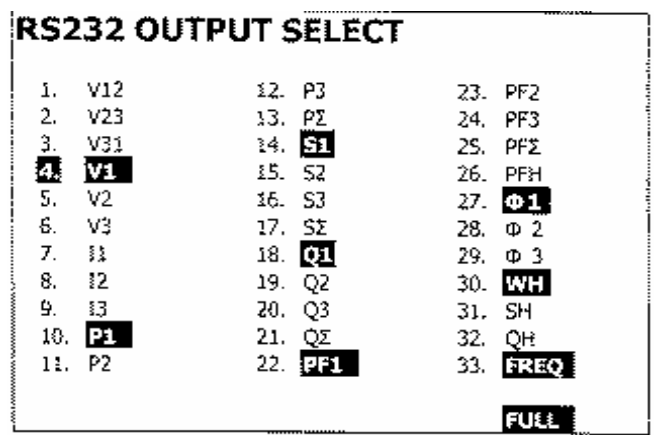 RS232 OUTPUT SELECT
1. V12
2. V23
3. V31
4. V1
5. V2
6. V3
7. I1
8. I2
9. I3
10. P1
11. P2
12. P3
13. PΣ
14. S1
15. S2
16. S3
17. SΣ
18. Q1
19. Q2
20. Q3
21. QΣ
22. PF1
23. PF2
24. PF3
25. PFΣ
26. PFH
27. Φ1
28. Φ 2
29. Φ 3
30. WH
31. SH
32. QH
33. FREQ
FULL